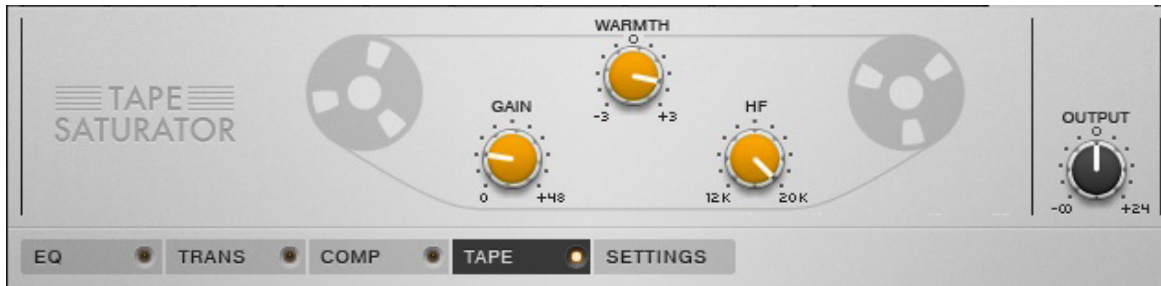 WARMTH
0
-3 +3
GAIN
0 +48
HF
12K 20K
TAPE
SATURATOR
OUTPUT
0
-∞ +24
EQ TRANS COMP TAPE SETTINGS